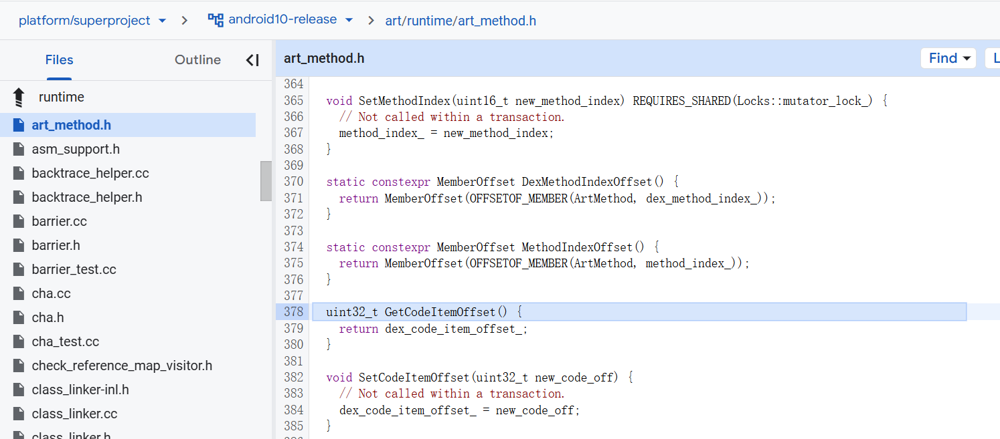 platform/superproject > android10-release > art/runtime/art_method.h
Files Outline
runtime
art_method.h
asm_support.h
backtrace_helper.cc
backtrace_helper.h
barrier.cc
barrier.h
barrier_test.cc
cha.cc
cha.h
cha_test.cc
check_reference_map_visitor.h
class_linker-inl.h
class_linker.cc
class_linker.h
art_method.h Find L
364
365 void SetMethodIndex(uint16_t new_method_index) REQUIRES_SHARED(Locks::mutator_lock_) {
366 // Not called within a transaction.
367 method_index_ = new_method_index;
368 }
369
370 static constexpr MemberOffset DexMethodIndexOffset() {
371 return MemberOffset(OFFSETOF_MEMBER(ArtMethod, dex_method_index_));
372 }
373
374 static constexpr MemberOffset MethodIndexOffset() {
375 return MemberOffset(OFFSETOF_MEMBER(ArtMethod, method_index_));
376 }
377
378 uint32_t GetCodeItemOffset() {
379 return dex_code_item_offset_;
380 }
381
382 void SetCodeItemOffset(uint32_t new_code_off) {
383 // Not called within a transaction.
384 dex_code_item_offset_ = new_code_off;
385 }